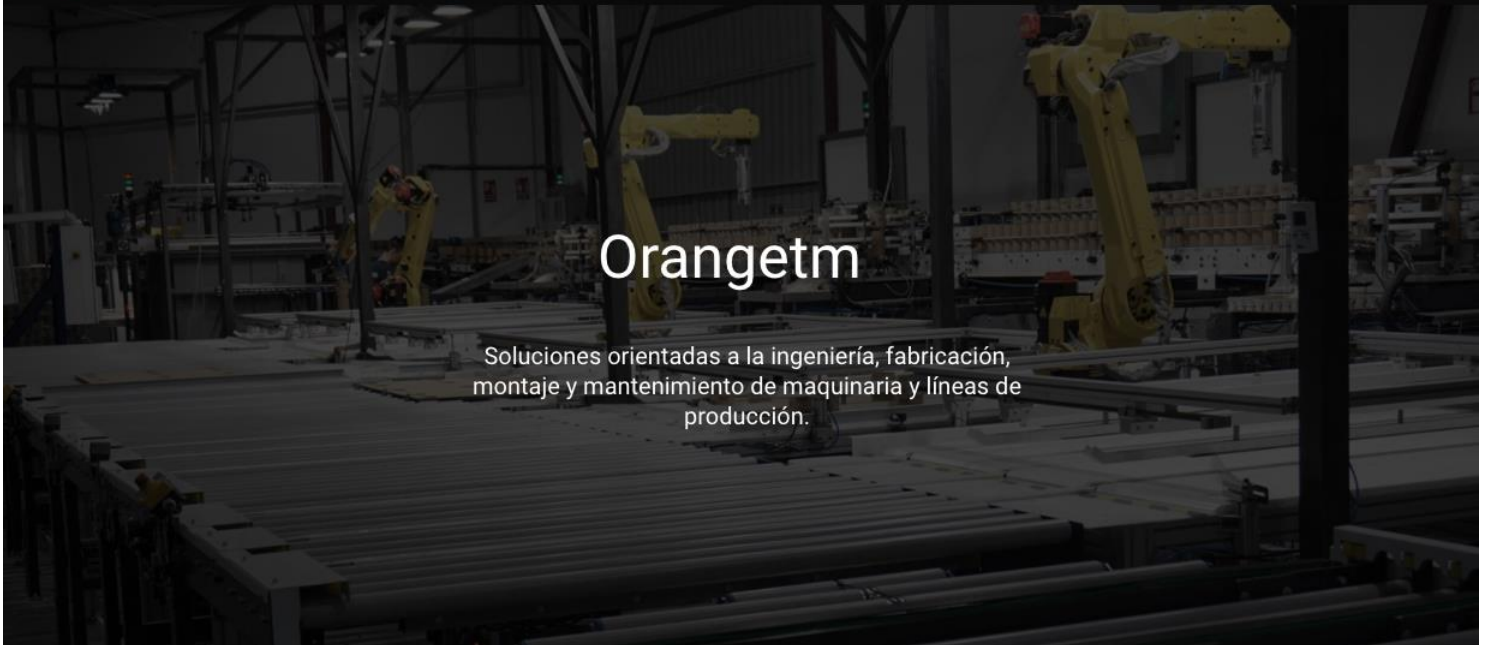 Orangetm
Soluciones orientadas a la ingeniería, fabricación,
montaje y mantenimiento de maquinaria y líneas de
producción.